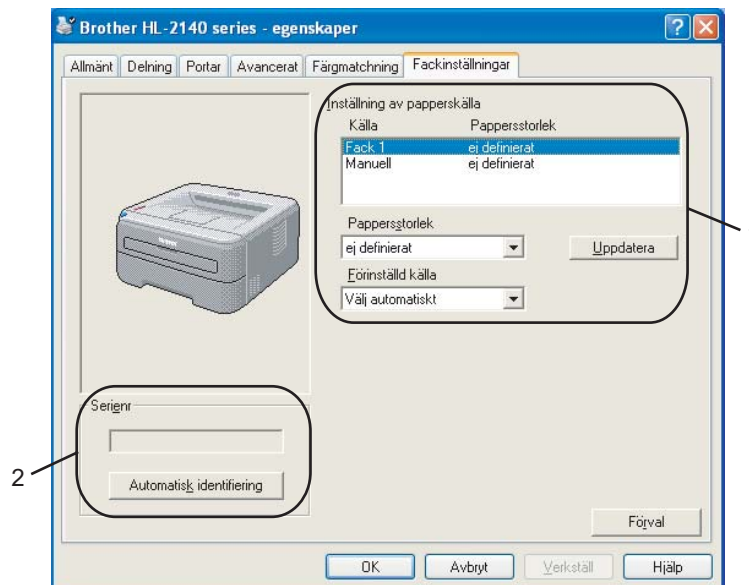 Brother HL-2140 series - egenskaper
Allmänt Delning Portar Avancerat Färgmatchning Fackinställningar
Inställning av papperskälla
Källa Pappersstorlek
Fack 1 ej definierat
Manuell ej definierat
Pappersstorlek
ej definierat Uppdatera
Förinställd källa
Välj automatiskt
Serienr
2
Automatisk identifiering
Förval
OK Avbryt Verkställ Hjälp